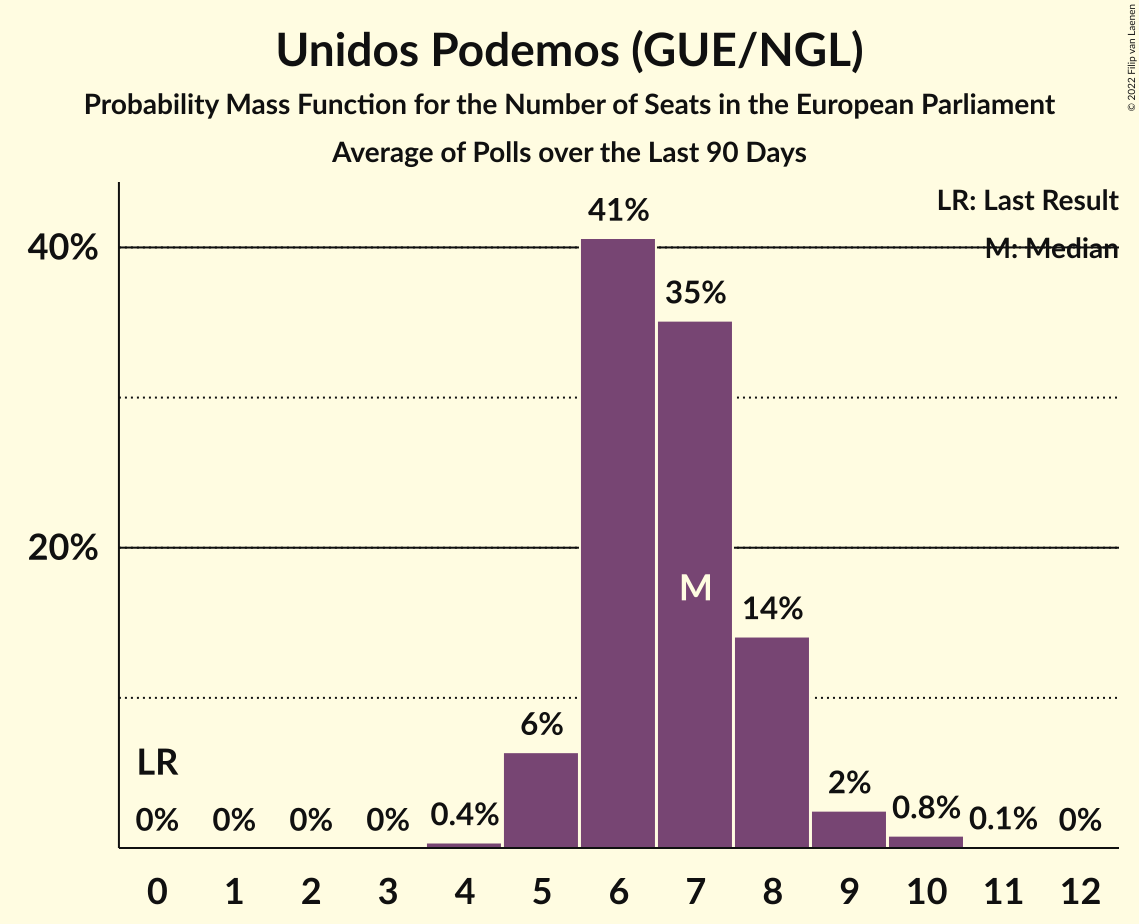 Unidos Podemos (GUE/NGL)
Probability Mass Function for the Number of Seats in the European Parliament
Average of Polls over the Last 90 Days
© 2022 Filip van Laenen
LR: Last Result
M: Median
40%
20%
41%
35%
M
14%
6%
LR
2%
0%
0%
0%
0%
0.4%
0.8%
0.1%
0%
0 1 2 3 4 5 6 7 8 9 10 11 12